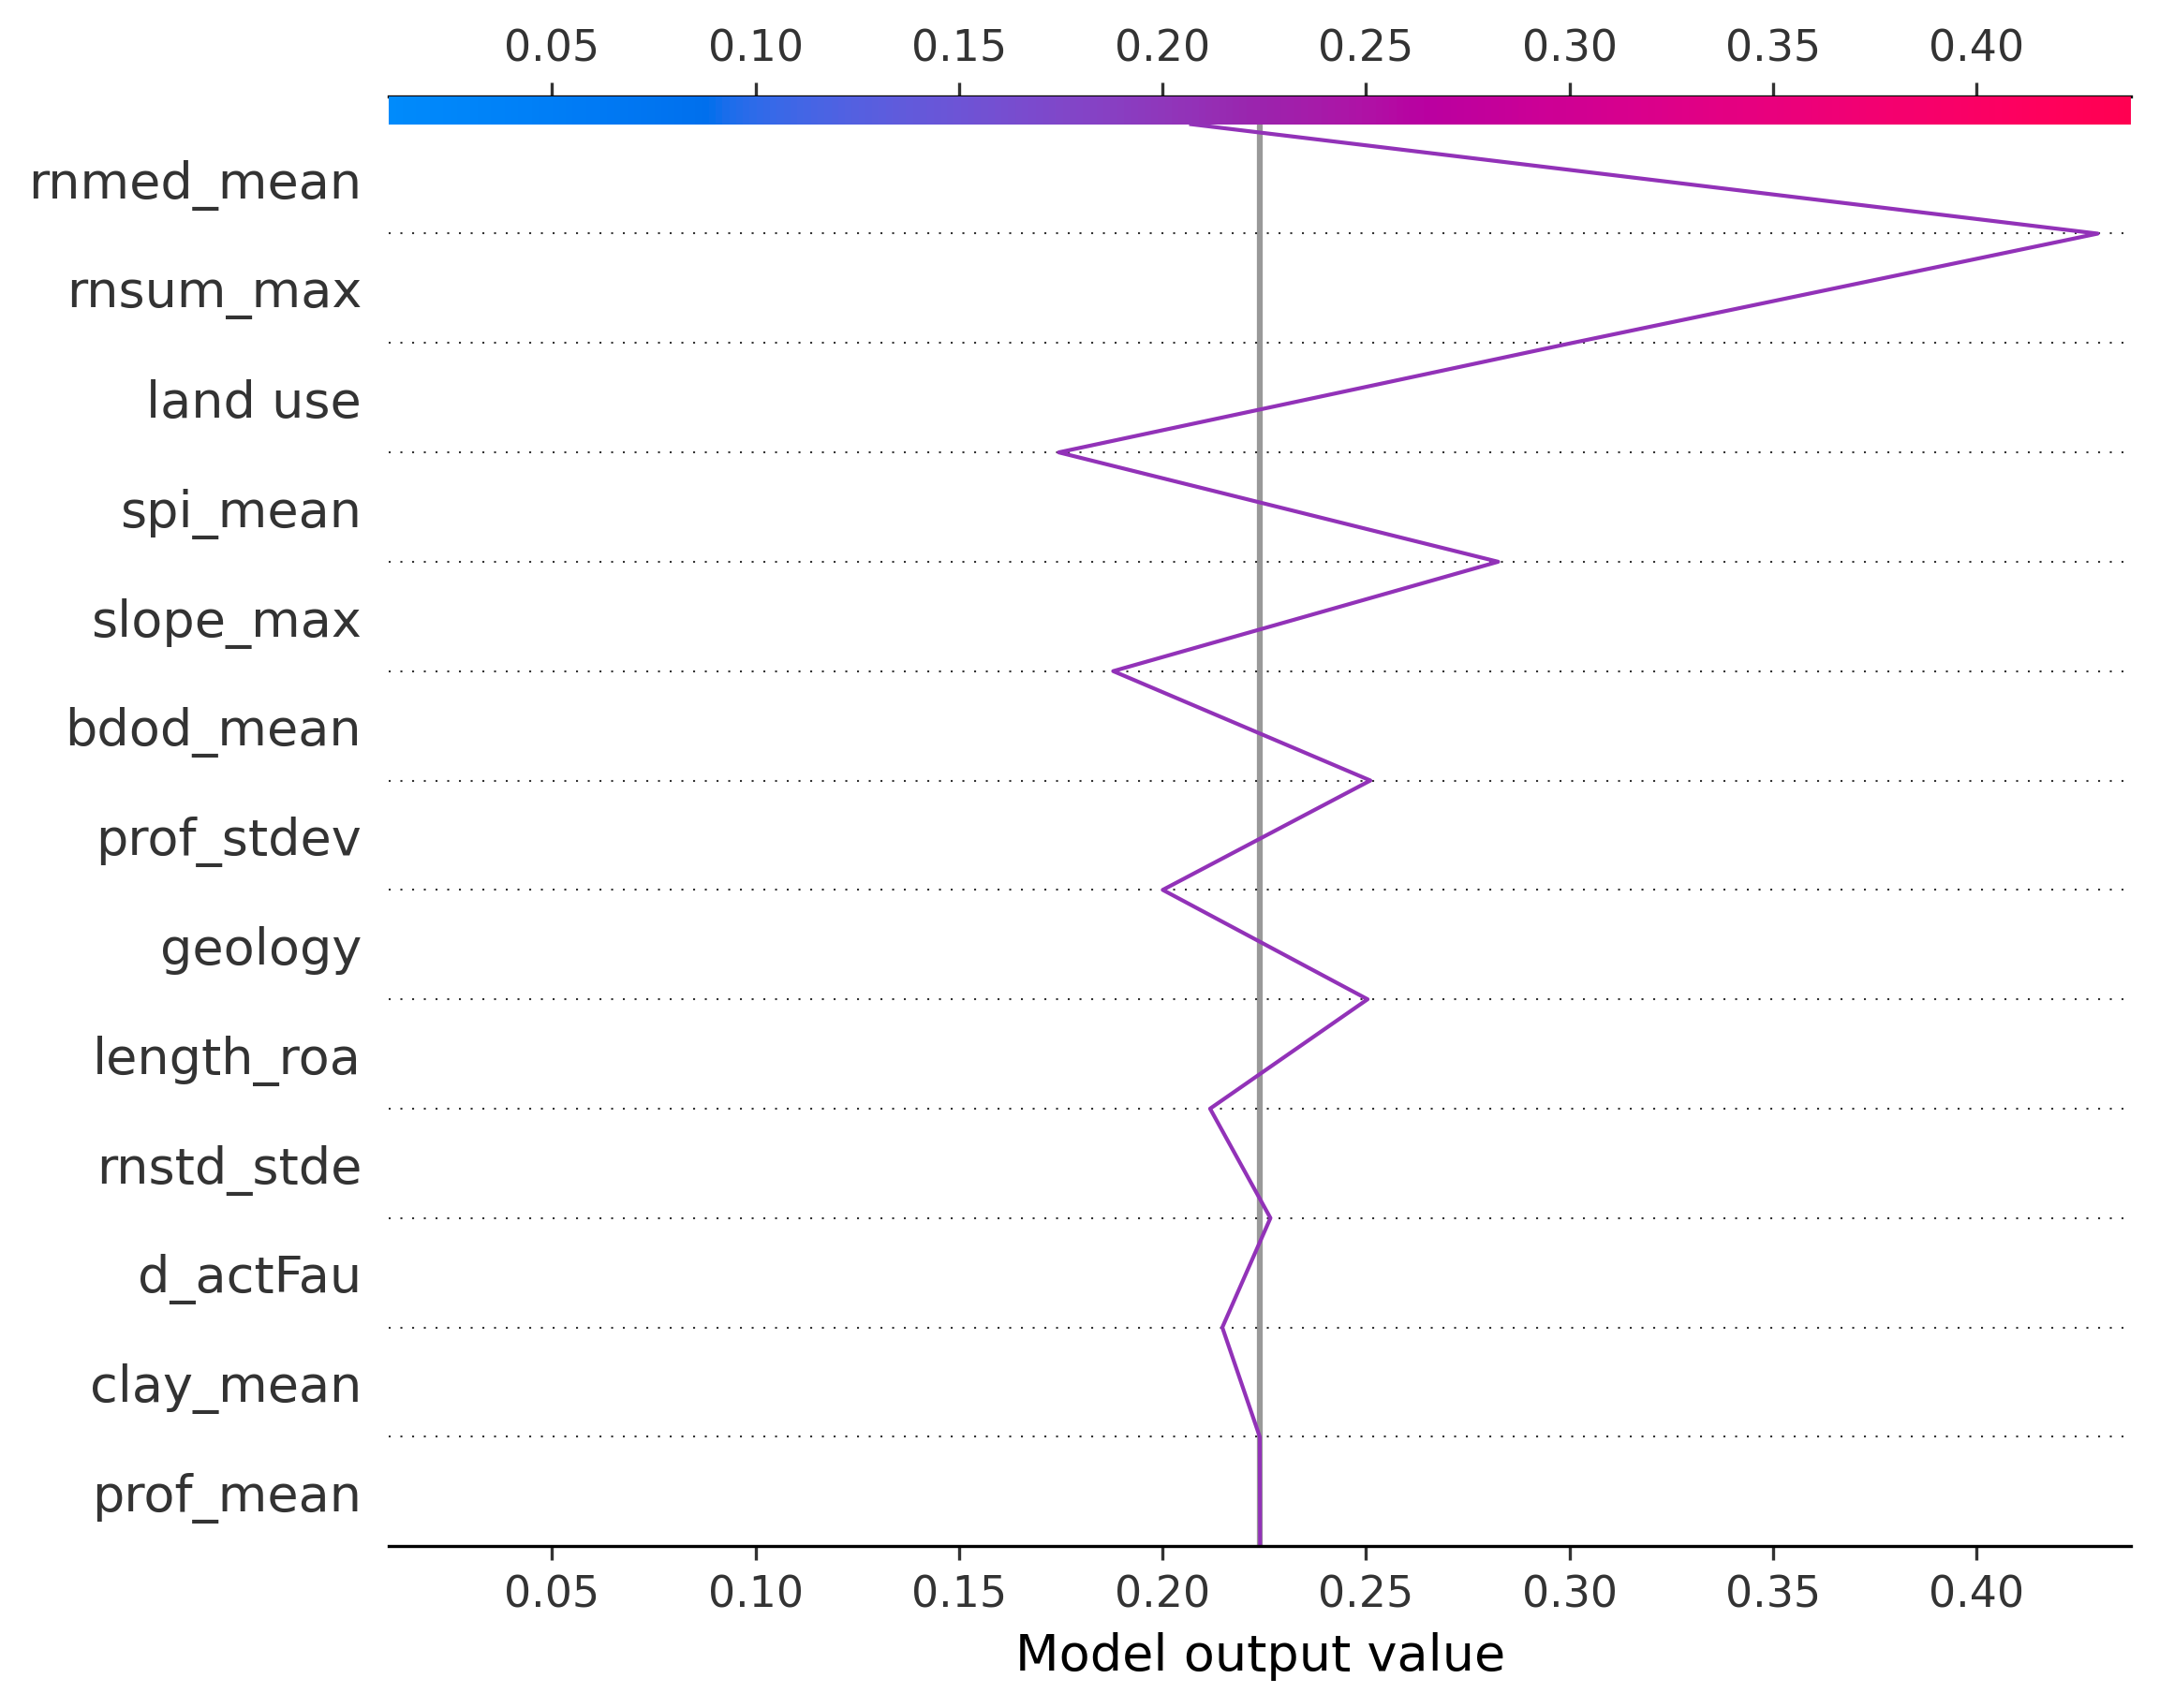 0.05 0.10 0.15 0.20 0.25 0.30 0.35 0.40
rnmed_mean
rnsum_max
land use
spi_mean
slope_max
bdod_mean
prof_stdev
geology
length_roa
rnstd_stde
d_actFau
clay_mean
prof_mean
0.05 0.10 0.15 0.20 0.25 0.30 0.35 0.40
Model output value